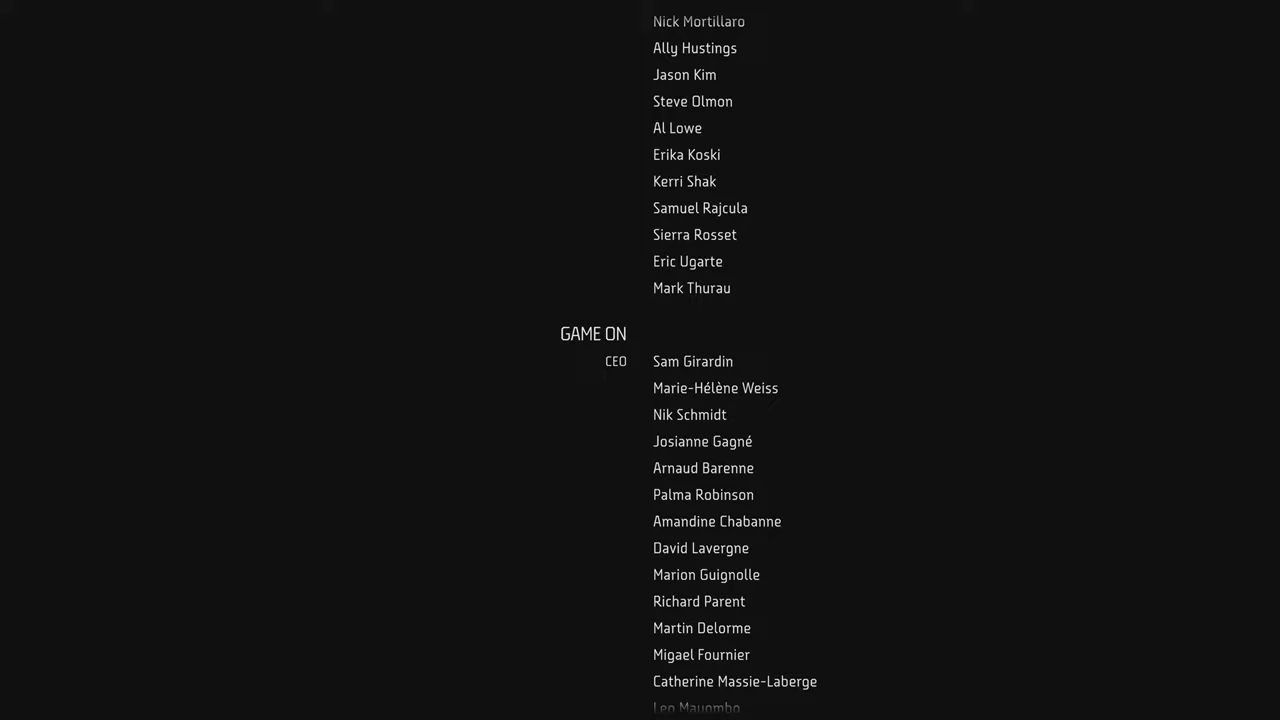 Nick Mortillaro
Ally Hustings
Jason Kim
Steve Olmon
Al Lowe
Erika Koski
Kerri Shak
Samuel Rajcula
Sierra Rosset
Eric Ugarte
Mark Thurau
GAME ON
CEO Sam Girardin
Marie-Hélène Weiss
Nik Schmidt
Josianne Gagné
Arnaud Barenne
Palma Robinson
Amandine Chabanne
David Lavergne
Marion Guignolle
Richard Parent
Martin Delorme
Migael Fournier
Catherine Massie-Laberge
Leo Mayombo